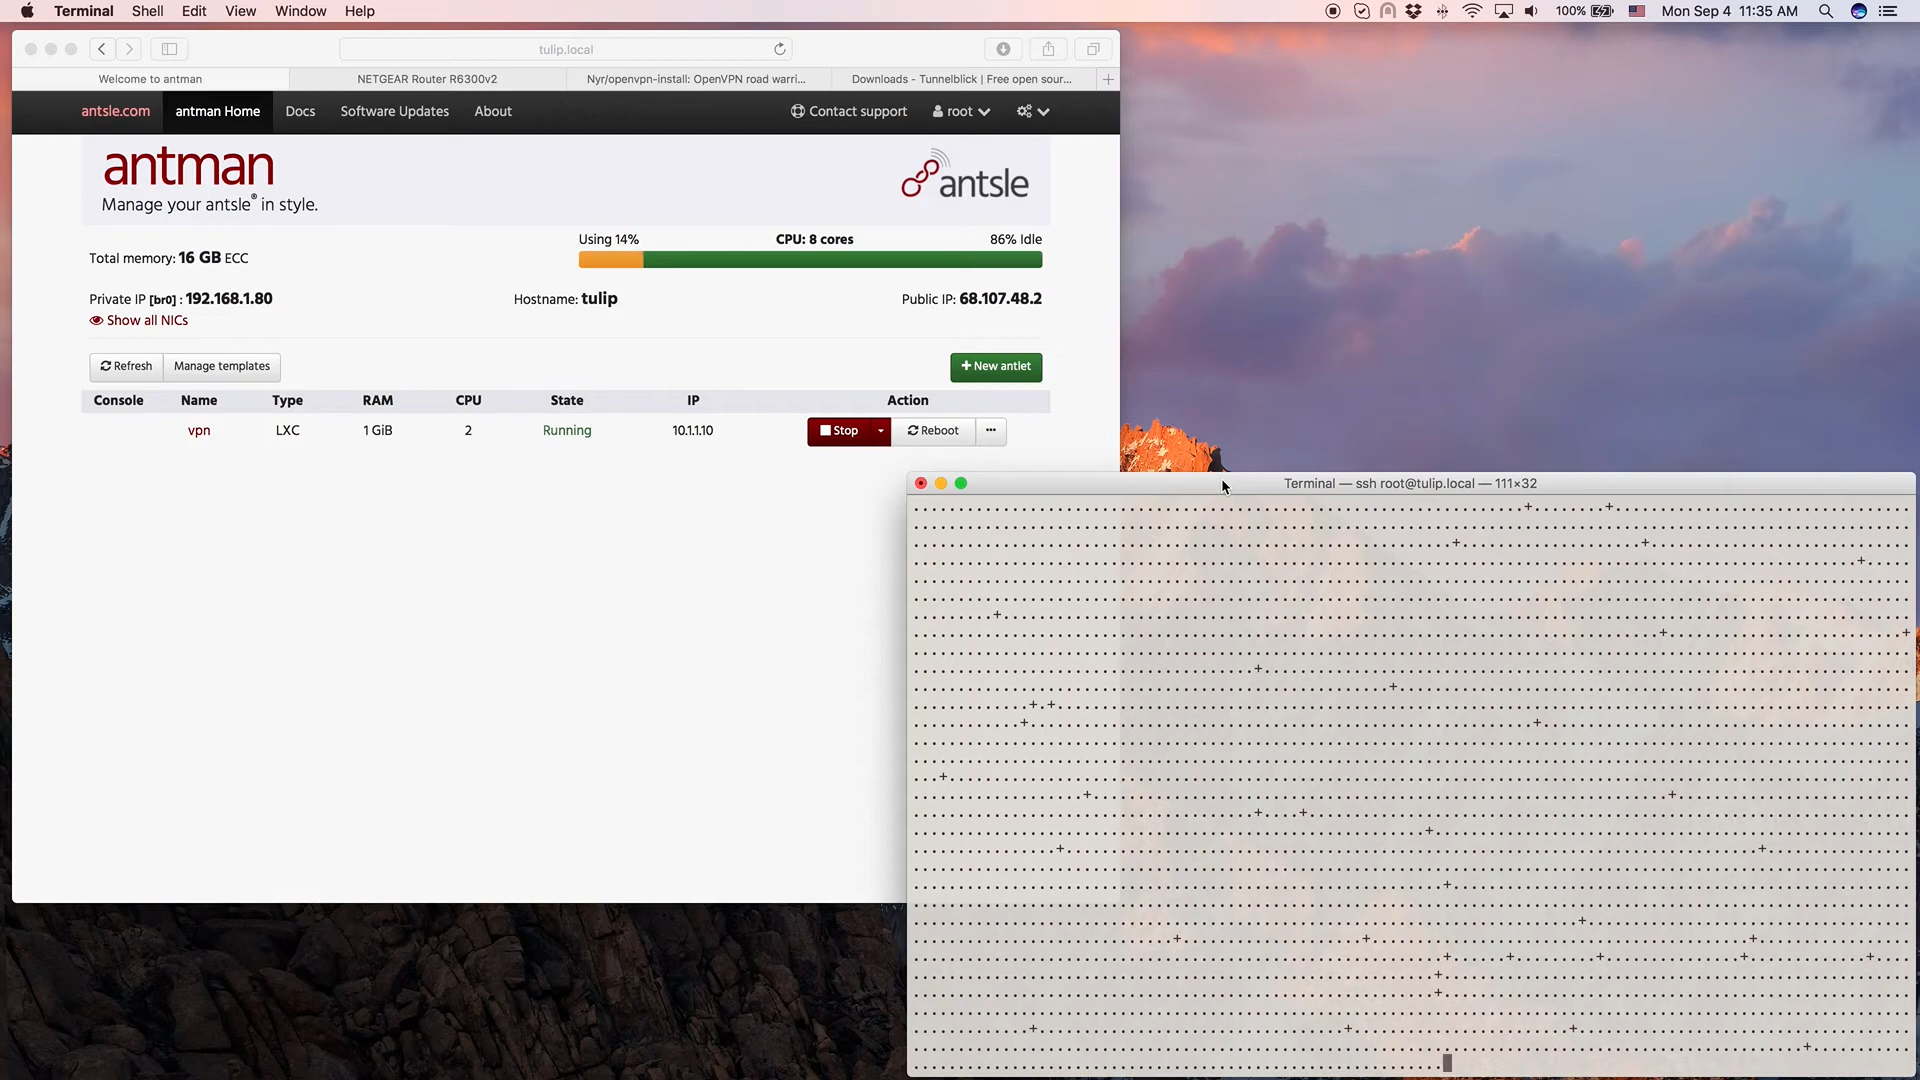 Terminal Shell Edit View Window Help 100% Mon Sep 4 11:35 AM
tulip.local
Welcome to antman NETGEAR Router R6300v2 Nyr/openvpn-install: OpenVPN road warri... Downloads - Tunnelblick | Free open sour...
antsle.com antman Home Docs Software Updates About Contact support root
antman
Manage your antsle® in style.
antsle
Using 14% CPU: 8 cores 86% Idle
Total memory: 16 GB ECC
Private IP [br0] : 192.168.1.80 Hostname: tulip Public IP: 68.107.48.2
Show all NICs
Refresh Manage templates + New antlet
Console Name Type RAM CPU State IP Action
vpn LXC 1 GiB 2 Running 10.1.1.10 Stop Reboot ...
Terminal — ssh root@tulip.local — 111×32